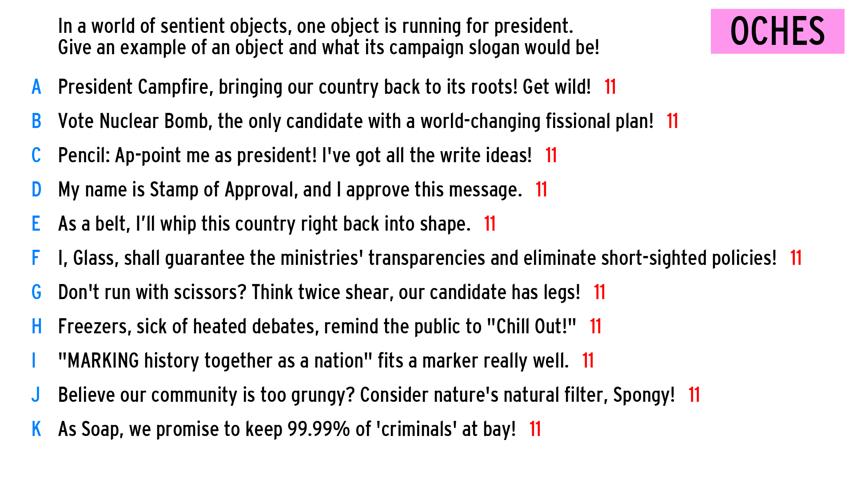 In a world of sentient objects, one object is running for president.
Give an example of an object and what its campaign slogan would be!
OCHES
A President Campfire, bringing our country back to its roots! Get wild! 11
B Vote Nuclear Bomb, the only candidate with a world-changing fissional plan! 11
C Pencil: Ap-point me as president! I've got all the write ideas! 11
D My name is Stamp of Approval, and I approve this message. 11
E As a belt, I’ll whip this country right back into shape. 11
F I, Glass, shall guarantee the ministries' transparencies and eliminate short-sighted policies! 11
G Don't run with scissors? Think twice shear, our candidate has legs! 11
H Freezers, sick of heated debates, remind the public to "Chill Out!" 11
I "MARKING history together as a nation" fits a marker really well. 11
J Believe our community is too grungy? Consider nature's natural filter, Spongy! 11
K As Soap, we promise to keep 99.99% of 'criminals' at bay! 11